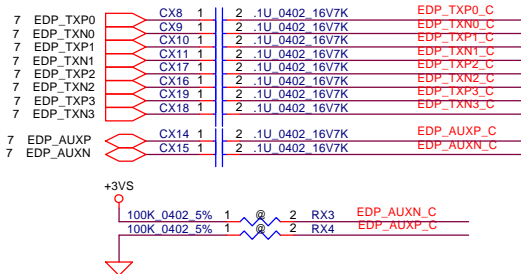 7 EDP_TXP0 CX8 1 2 .1U_0402_16V7K EDP_TXP0_C
7 EDP_TXN0 CX9 1 2 .1U_0402_16V7K EDP_TXN0_C
7 EDP_TXP1 CX10 1 2 .1U_0402_16V7K EDP_TXP1_C
7 EDP_TXN1 CX11 1 2 .1U_0402_16V7K EDP_TXN1_C
7 EDP_TXP2 CX17 1 2 .1U_0402_16V7K EDP_TXP2_C
7 EDP_TXN2 CX16 1 2 .1U_0402_16V7K EDP_TXN2_C
7 EDP_TXP3 CX19 1 2 .1U_0402_16V7K EDP_TXP3_C
7 EDP_TXN3 CX18 1 2 .1U_0402_16V7K EDP_TXN3_C
7 EDP_AUXP CX14 1 2 .1U_0402_16V7K EDP_AUXP_C
7 EDP_AUXN CX15 1 2 .1U_0402_16V7K EDP_AUXN_C
+3VS
100K_0402_5% 1 @ 2 RX3 EDP_AUXN_C
100K_0402_5% 1 @ 2 RX4 EDP_AUXP_C